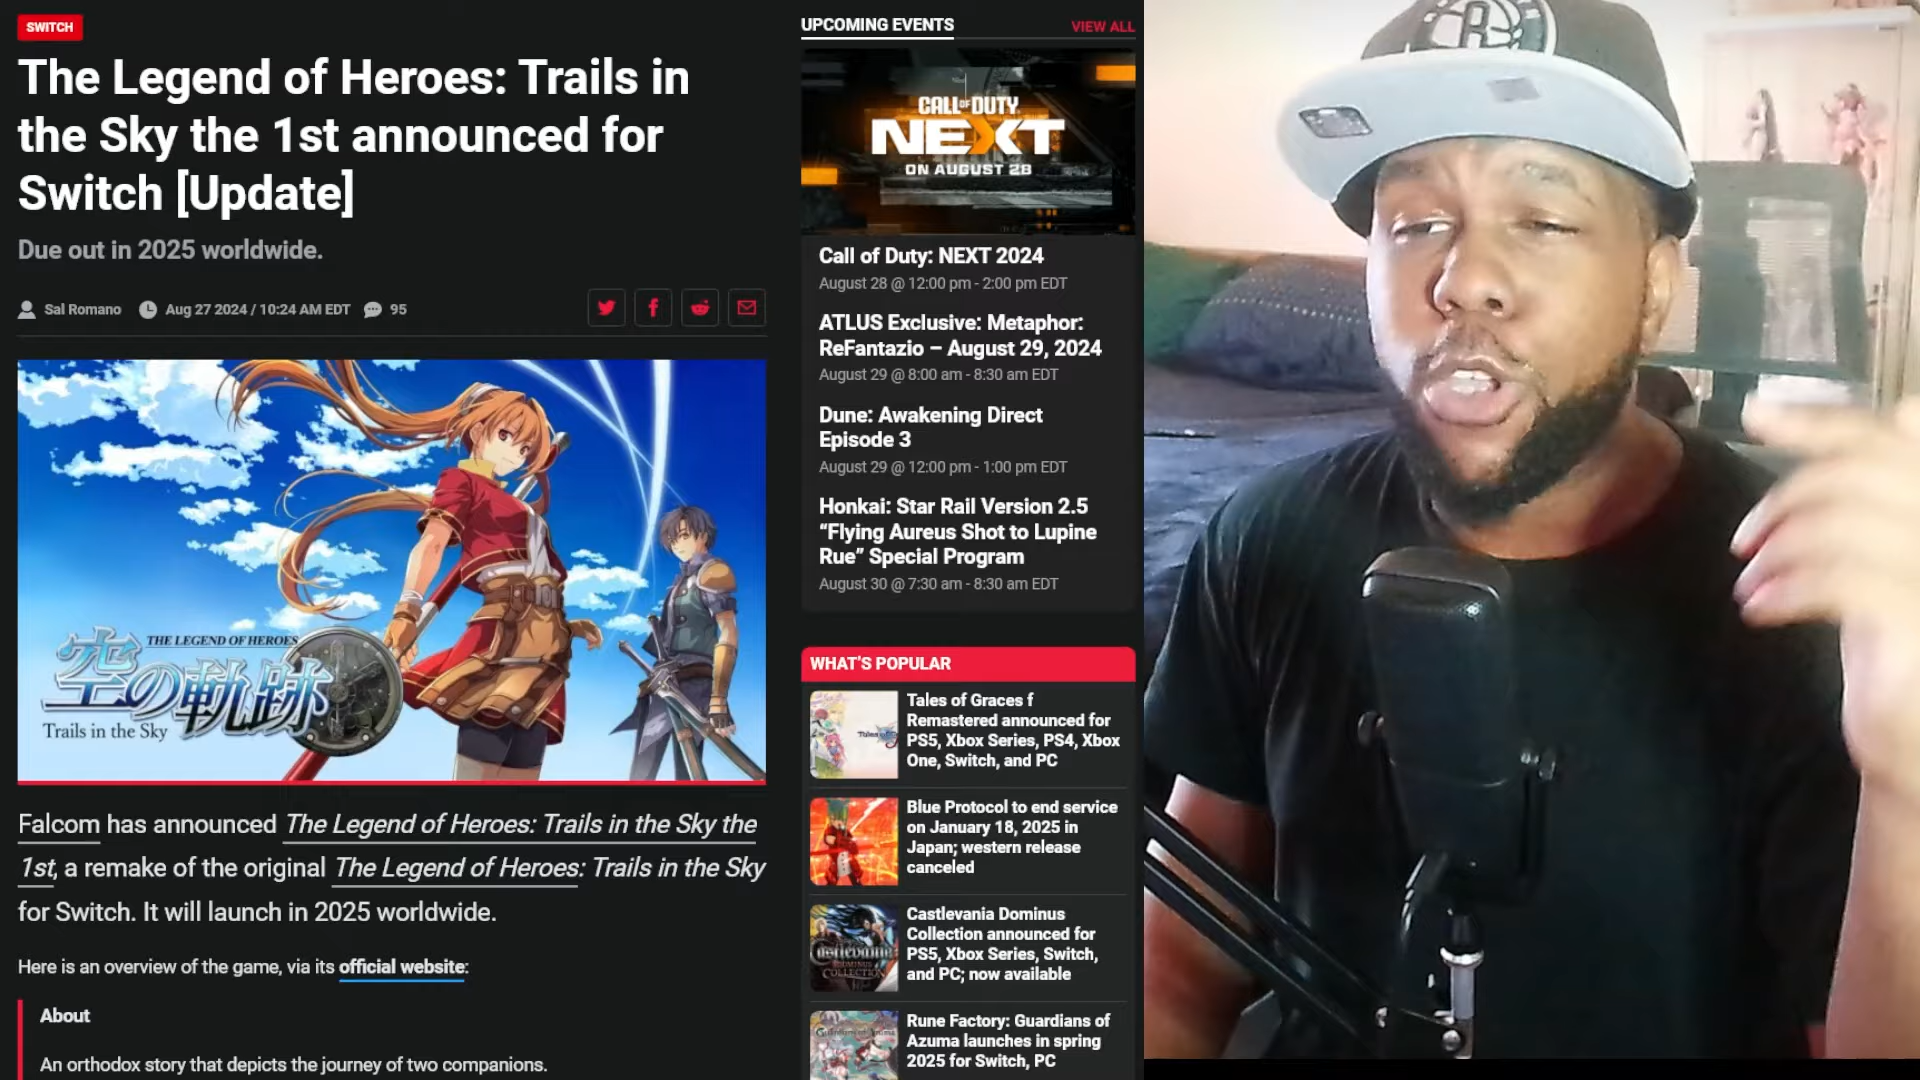 SWITCH
The Legend of Heroes: Trails in
the Sky the 1st announced for
Switch [Update]
Due out in 2025 worldwide.
Sal Romano
Aug 27 2024 / 10:24 AM EDT
95
THE LEGEND OF HEROES
空の軌跡
Trails in the Sky
Falcom has announced The Legend of Heroes: Trails in the Sky the
1st, a remake of the original The Legend of Heroes: Trails in the Sky
for Switch. It will launch in 2025 worldwide.
Here is an overview of the game, via its official website:
About
An orthodox story that depicts the journey of two companions.
UPCOMING EVENTS
VIEW ALL
CALL OF DUTY
NEXT
ON AUGUST 28
Call of Duty: NEXT 2024
August 28 @ 12:00 pm - 2:00 pm EDT
ATLUS Exclusive: Metaphor:
ReFantazio – August 29, 2024
August 29 @ 8:00 am - 8:30 am EDT
Dune: Awakening Direct
Episode 3
August 29 @ 12:00 pm - 1:00 pm EDT
Honkai: Star Rail Version 2.5
“Flying Aureus Shot to Lupine
Rue” Special Program
August 30 @ 7:30 am - 8:30 am EDT
WHAT'S POPULAR
Tales of Graces f
Remastered announced for
PS5, Xbox Series, PS4, Xbox
One, Switch, and PC
Blue Protocol to end service
on January 18, 2025 in
Japan; western release
canceled
Castlevania
DOMINUS
COLLECTION
Castlevania Dominus
Collection announced for
PS5, Xbox Series, Switch,
and PC; now available
Rune Factory: Guardians of
Azuma launches in spring
2025 for Switch, PC
B